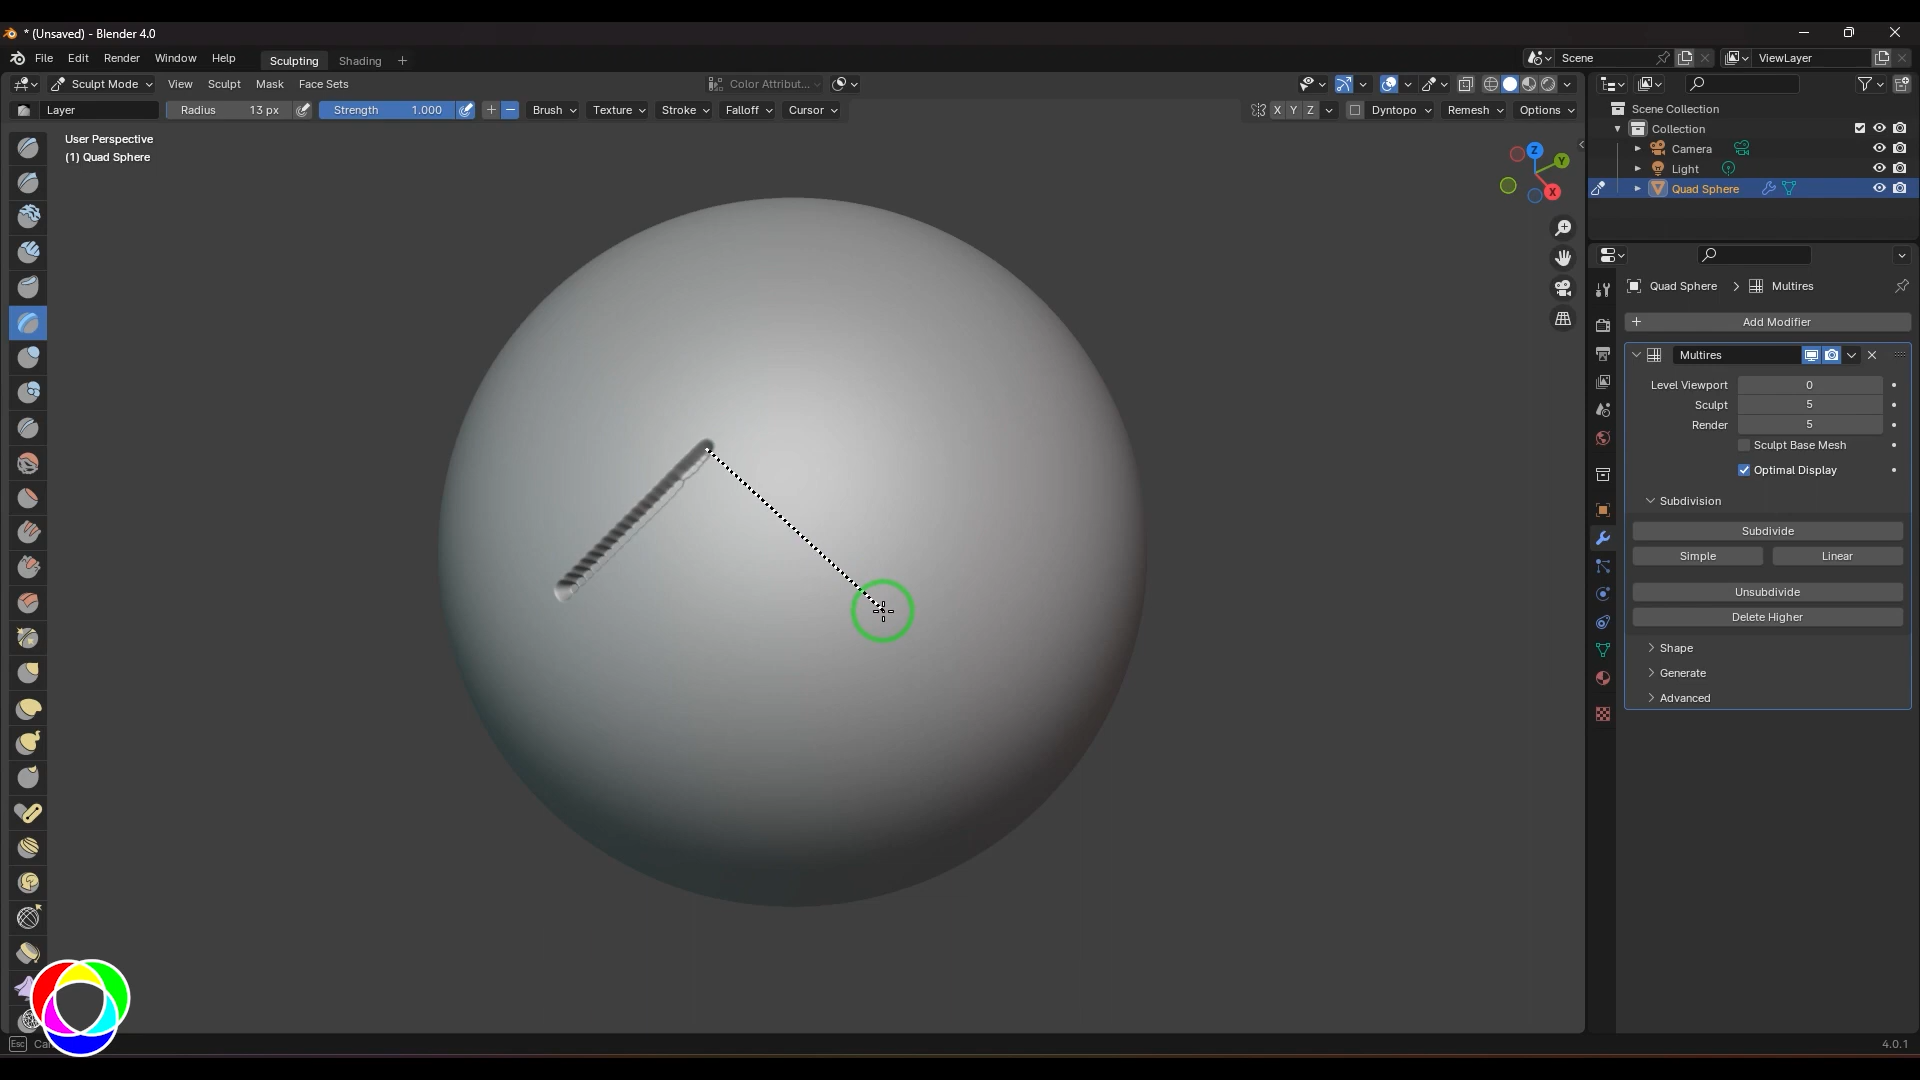 * (Unsaved) - Blender 4.0
File Edit Render Window Help Sculpting Shading + Scene ViewLayer
Sculpt Mode View Sculpt Mask Face Sets Color Attribut...
Layer Radius 13 px Strength 1.000 Brush Texture Stroke Falloff Cursor X Y Z Dyntopo Remesh Options
User Perspective
(1) Quad Sphere
Z
Y
X
Scene Collection
Collection
Camera
Light
Quad Sphere
Quad Sphere > Multires
+ Add Modifier
Multires
Level Viewport 0
Sculpt 5
Render 5
Sculpt Base Mesh
Optimal Display
Subdivision
Subdivide
Simple Linear
Unsubdivide
Delete Higher
Shape
Generate
Advanced
Esc
4.0.1